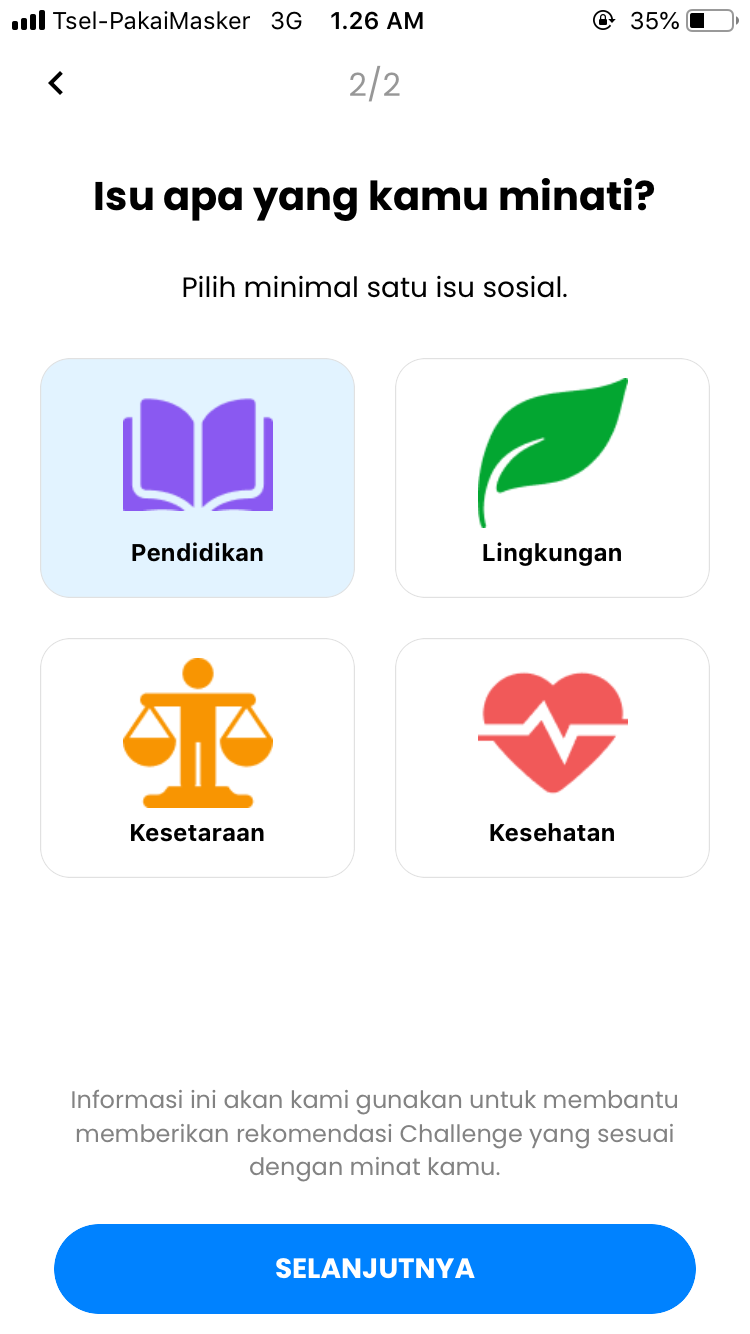 Tsel-PakaiMasker 3G 1.26 AM 35%
2/2
Isu apa yang kamu minati?
Pilih minimal satu isu sosial.
Pendidikan
Lingkungan
Kesetaraan
Kesehatan
Informasi ini akan kami gunakan untuk membantu
memberikan rekomendasi Challenge yang sesuai
dengan minat kamu.
SELANJUTNYA